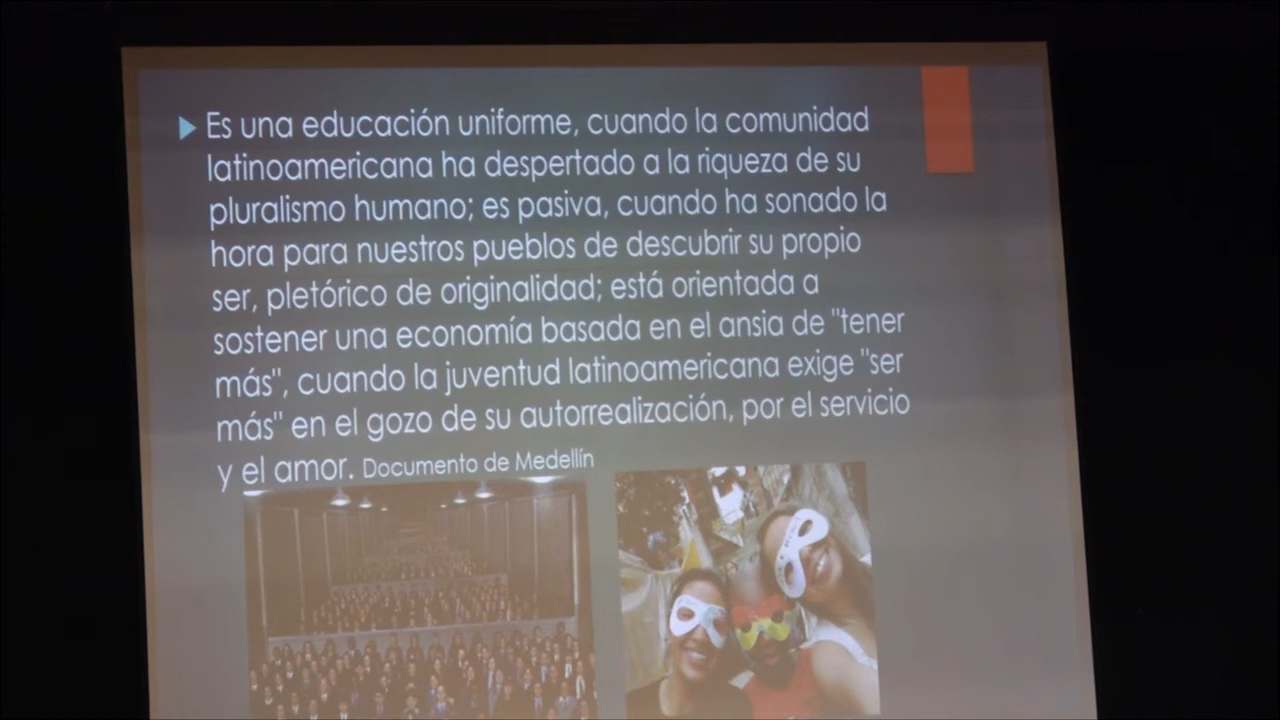 Es una educación uniforme, cuando la comunidad
latinoamericana ha despertado a la riqueza de su
pluralismo humano; es pasiva, cuando ha sonado la
hora para nuestros pueblos de descubrir su propio
ser, pletórico de originalidad; está orientada a
sostener una economía basada en el ansia de "tener
más", cuando la juventud latinoamericana exige "ser
más" en el gozo de su autorrealización, por el servicio
y el amor. Documento de Medellín